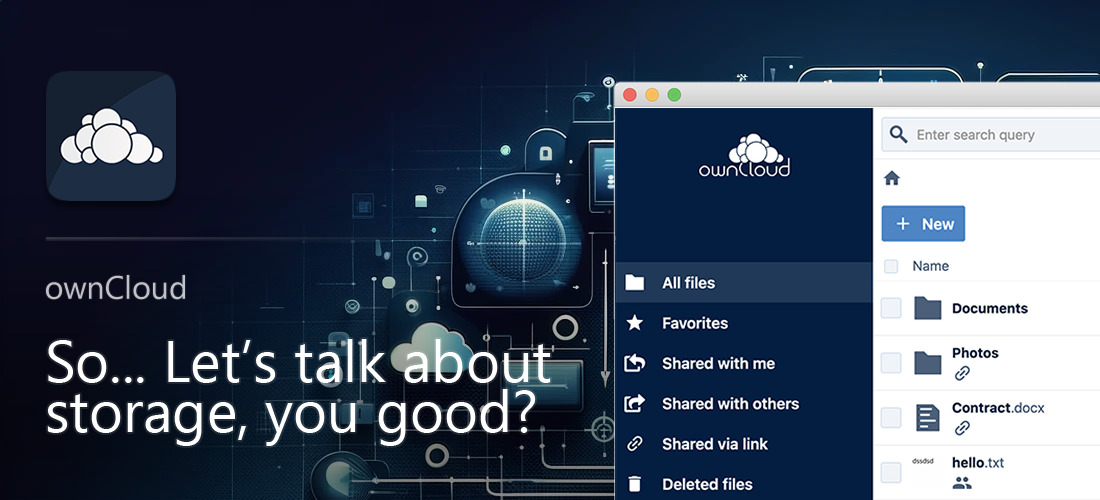 ownCloud
So... Let’s talk about
storage, you good?
ownCloud
All files
Favorites
Shared with me
Shared with others
Shared via link
Deleted files
Enter search query
+ New
Name
Documents
Photos
Contract.docx
dssdsd
hello.txt